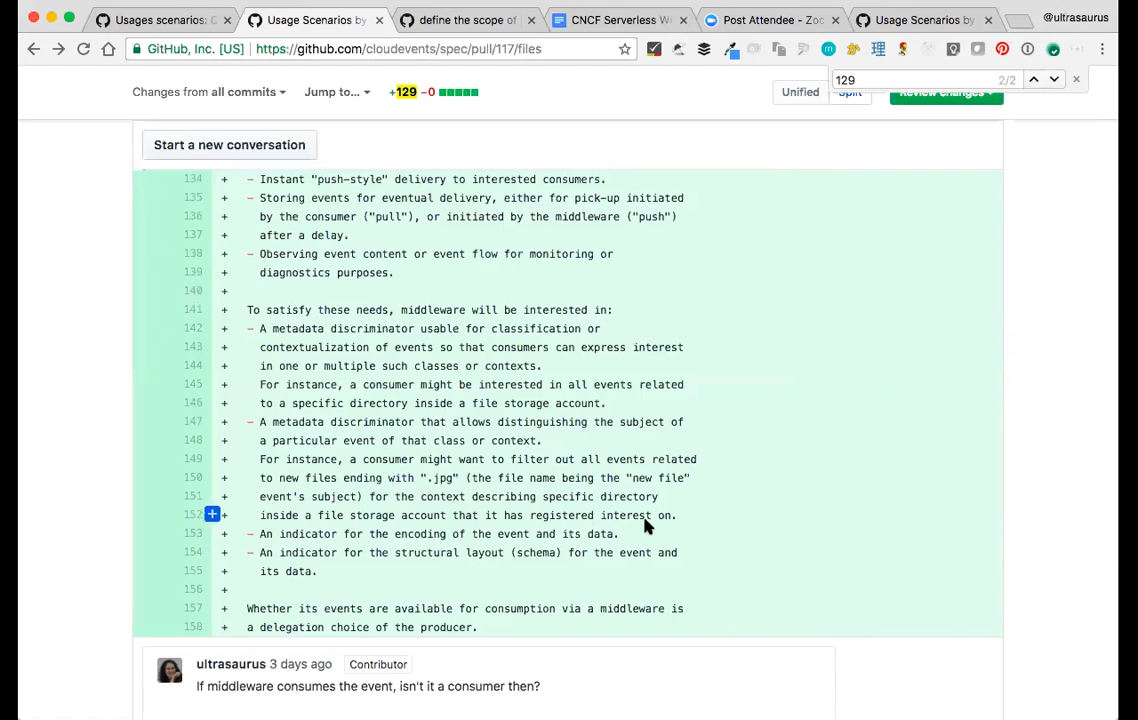 Usages scenarios: C
Usage Scenarios by
define the scope of
CNCF Serverless W
Post Attendee - Zoo
Usage Scenarios by
@ultrasaurus
GitHub, Inc. [US]
https://github.com/cloudevents/spec/pull/117/files
129
2/2
Changes from all commits
Jump to...
+129 −0
Unified
Split
Review changes
Start a new conversation
134 + - Instant "push-style" delivery to interested consumers.
135 + - Storing events for eventual delivery, either for pick-up initiated
136 + by the consumer ("pull"), or initiated by the middleware ("push")
137 + after a delay.
138 + - Observing event content or event flow for monitoring or
139 + diagnostics purposes.
140 +
141 + To satisfy these needs, middleware will be interested in:
142 + - A metadata discriminator usable for classification or
143 + contextualization of events so that consumers can express interest
144 + in one or multiple such classes or contexts.
145 + For instance, a consumer might be interested in all events related
146 + to a specific directory inside a file storage account.
147 + - A metadata discriminator that allows distinguishing the subject of
148 + a particular event of that class or context.
149 + For instance, a consumer might want to filter out all events related
150 + to new files ending with ".jpg" (the file name being the "new file"
151 + event's subject) for the context describing specific directory
152 + inside a file storage account that it has registered interest on.
153 + - An indicator for the encoding of the event and its data.
154 + - An indicator for the structural layout (schema) for the event and
155 + its data.
156 +
157 + Whether its events are available for consumption via a middleware is
158 + a delegation choice of the producer.
ultrasaurus 3 days ago Contributor
If middleware consumes the event, isn't it a consumer then?